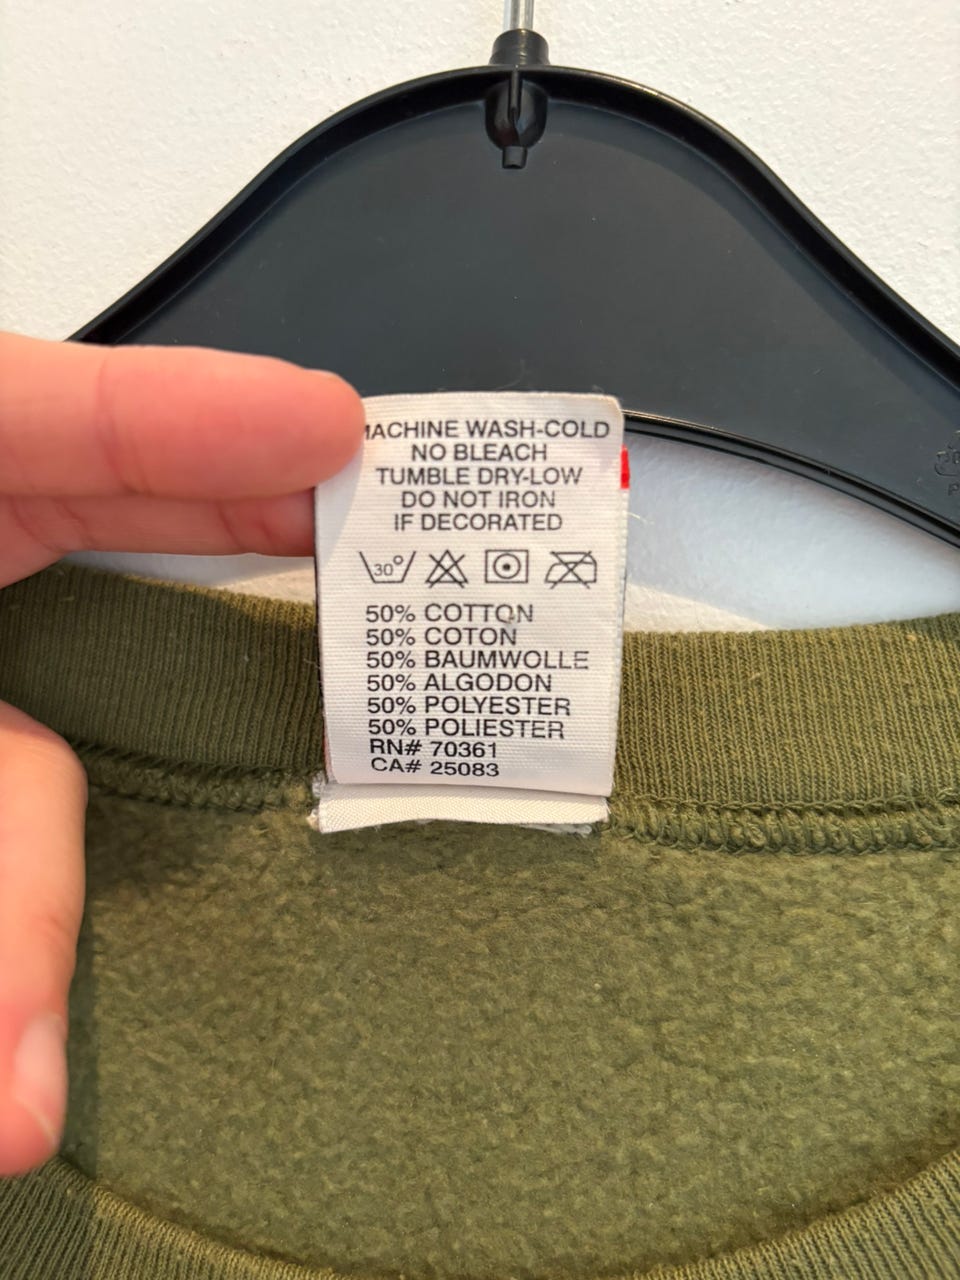 MACHINE WASH-COLD
NO BLEACH
TUMBLE DRY-LOW
DO NOT IRON
IF DECORATED
30°
50% COTTON
50% COTON
50% BAUMWOLLE
50% ALGODON
50% POLYESTER
50% POLIESTER
RN# 70361
CA# 25083